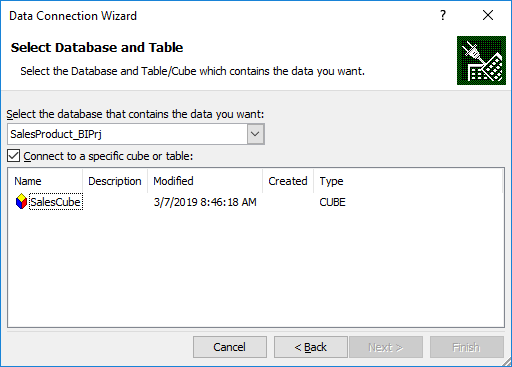 Data Connection Wizard
Select Database and Table
Select the Database and Table/Cube which contains the data you want.
Select the database that contains the data you want:
SalesProduct_BIPrj
Connect to a specific cube or table:
Name Description Modified Created Type
SalesCube 3/7/2019 8:46:18 AM CUBE
Cancel < Back Next > Finish